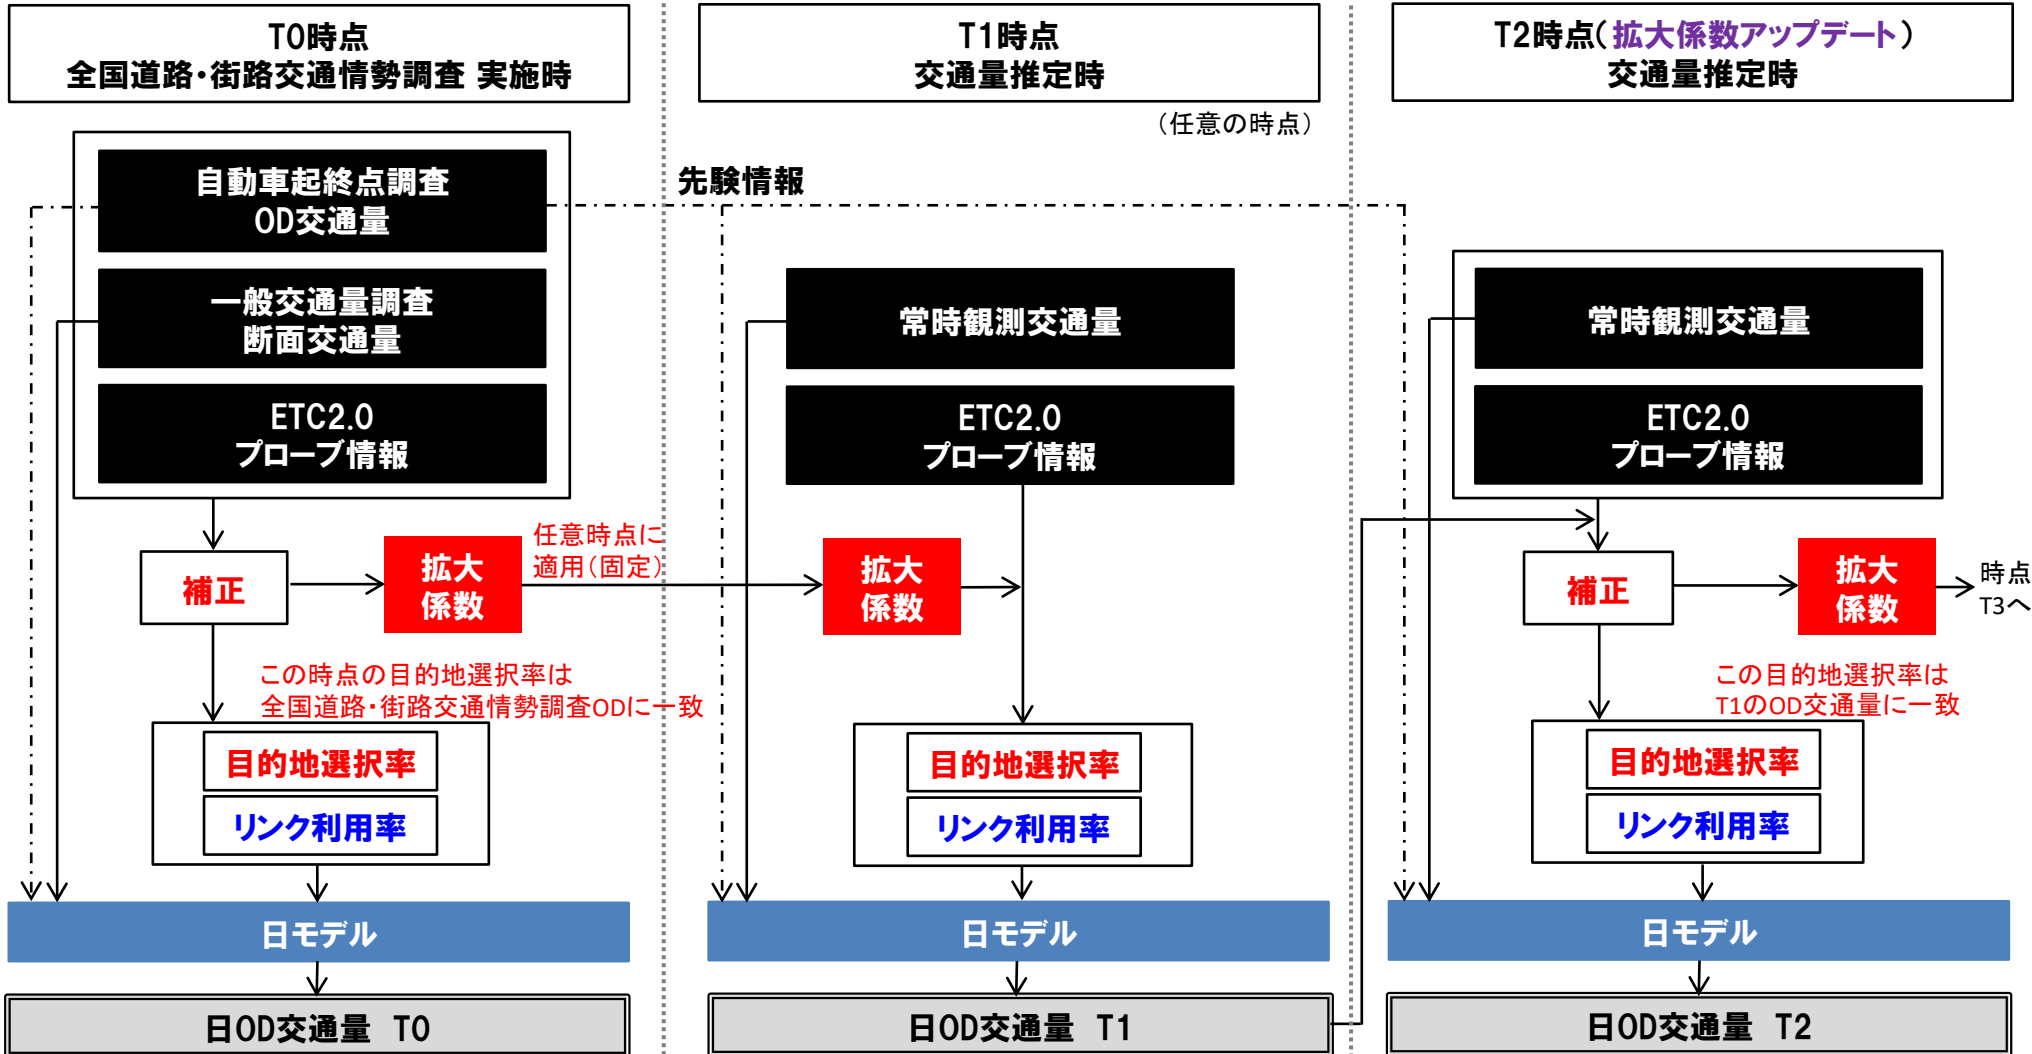 T0時点
全国道路・街路交通情勢調査 実施時
T1時点
交通量推定時
(任意の時点)
T2時点(拡大係数アップデート)
交通量推定時
先験情報
自動車起終点調査
OD交通量
一般交通量調査
断面交通量
ETC2.0
プローブ情報
補正
拡大
係数
任意時点に
適用(固定)
この時点の目的地選択率は
全国道路・街路交通情勢調査ODに一致
目的地選択率
リンク利用率
日モデル
日OD交通量 T0
常時観測交通量
ETC2.0
プローブ情報
拡大
係数
目的地選択率
リンク利用率
日モデル
日OD交通量 T1
常時観測交通量
ETC2.0
プローブ情報
補正
拡大
係数
時点
T3へ
この目的地選択率は
T1のOD交通量に一致
目的地選択率
リンク利用率
日モデル
日OD交通量 T2